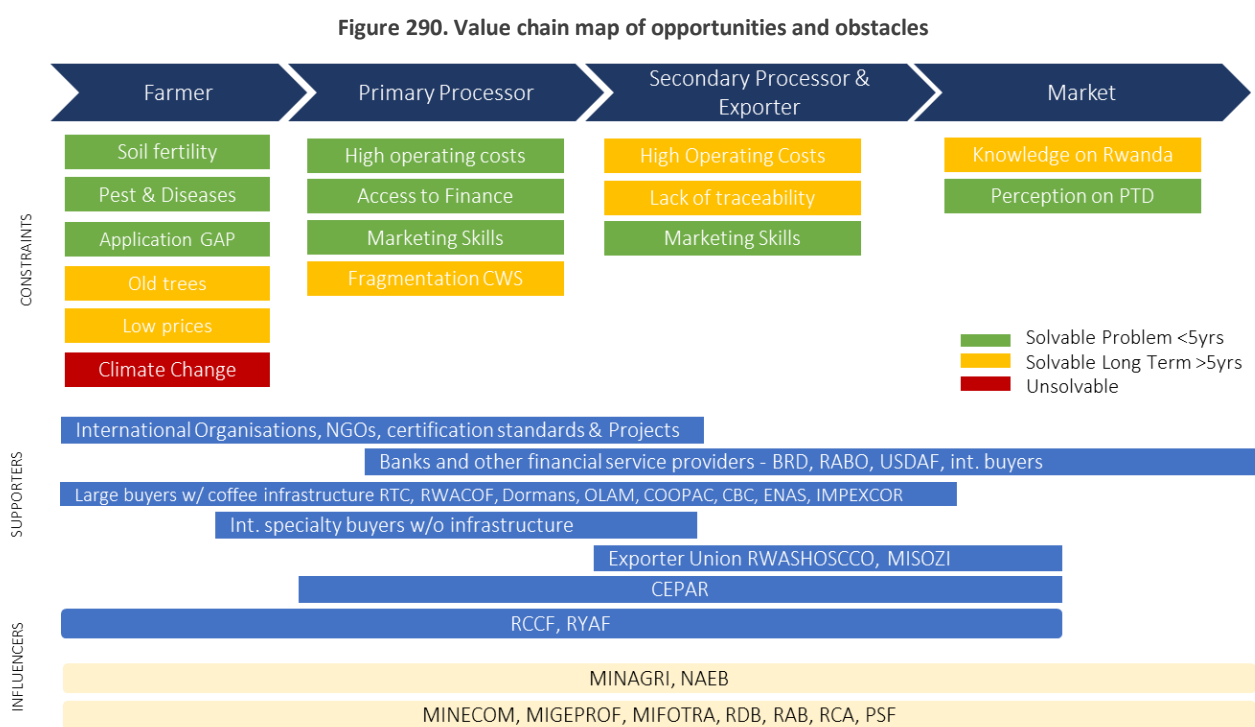 Figure 290. Value chain map of opportunities and obstacles
Farmer
Primary Processor
Secondary Processor &
Exporter
Market
CONSTRAINTS
Soil fertility
Pest & Diseases
Application GAP
Old trees
Low prices
Climate Change
High operating costs
Access to Finance
Marketing Skills
Fragmentation CWS
High Operating Costs
Lack of traceability
Marketing Skills
Knowledge on Rwanda
Perception on PTD
Solvable Problem <5yrs
Solvable Long Term >5yrs
Unsolvable
SUPPORTERS
International Organisations, NGOs, certification standards & Projects
Banks and other financial service providers - BRD, RABO, USDAF, int. buyers
Large buyers w/ coffee infrastructure RTC, RWACOF, Dormans, OLAM, COOPAC, CBC, ENAS, IMPEXCOR
Int. specialty buyers w/o infrastructure
Exporter Union RWASHOSCCO, MISOZI
CEPAR
RCCF, RYAF
INFLUENCERS
MINAGRI, NAEB
MINECOM, MIGEPROF, MIFOTRA, RDB, RAB, RCA, PSF